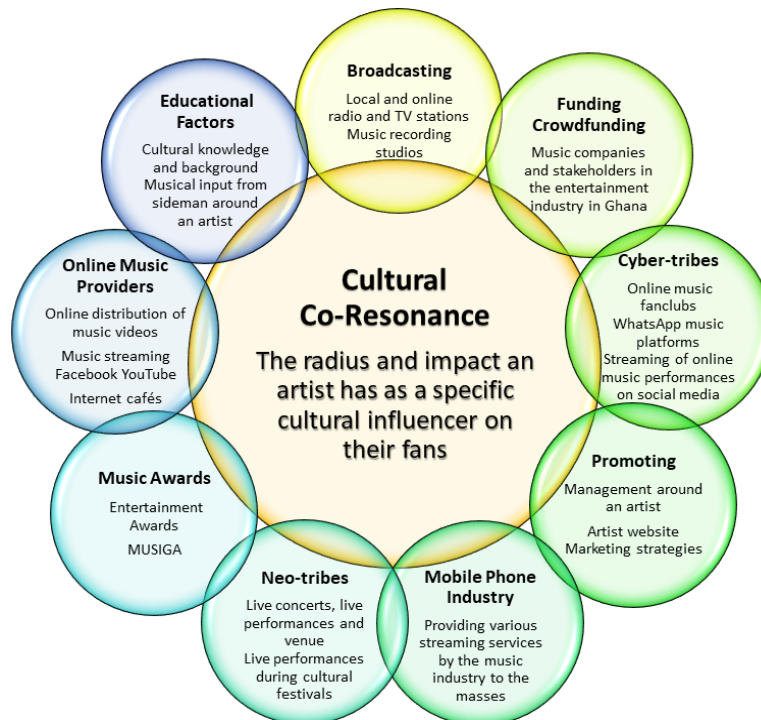 Broadcasting
Local and online
radio and TV stations
Music recording
studios
Funding
Crowdfunding
Music companies
and stakeholders in
the entertainment
industry in Ghana
Cyber-tribes
Online music
fanclubs
WhatsApp music
platforms
Streaming of online
music performances
on social media
Promoting
Management around
an artist
Artist website
Marketing strategies
Mobile Phone
Industry
Providing various
streaming services
by the music
industry to the
masses
Neo-tribes
Live concerts, live
performances and
venue
Live performances
during cultural
festivals
Music Awards
Entertainment
Awards
MUSIGA
Online Music
Providers
Online distribution of
music videos
Music streaming
Facebook YouTube
Internet cafés
Educational
Factors
Cultural knowledge
and background
Musical input from
sideman around
an artist
Cultural
Co-Resonance
The radius and impact an
artist has as a specific
cultural influencer on
their fans